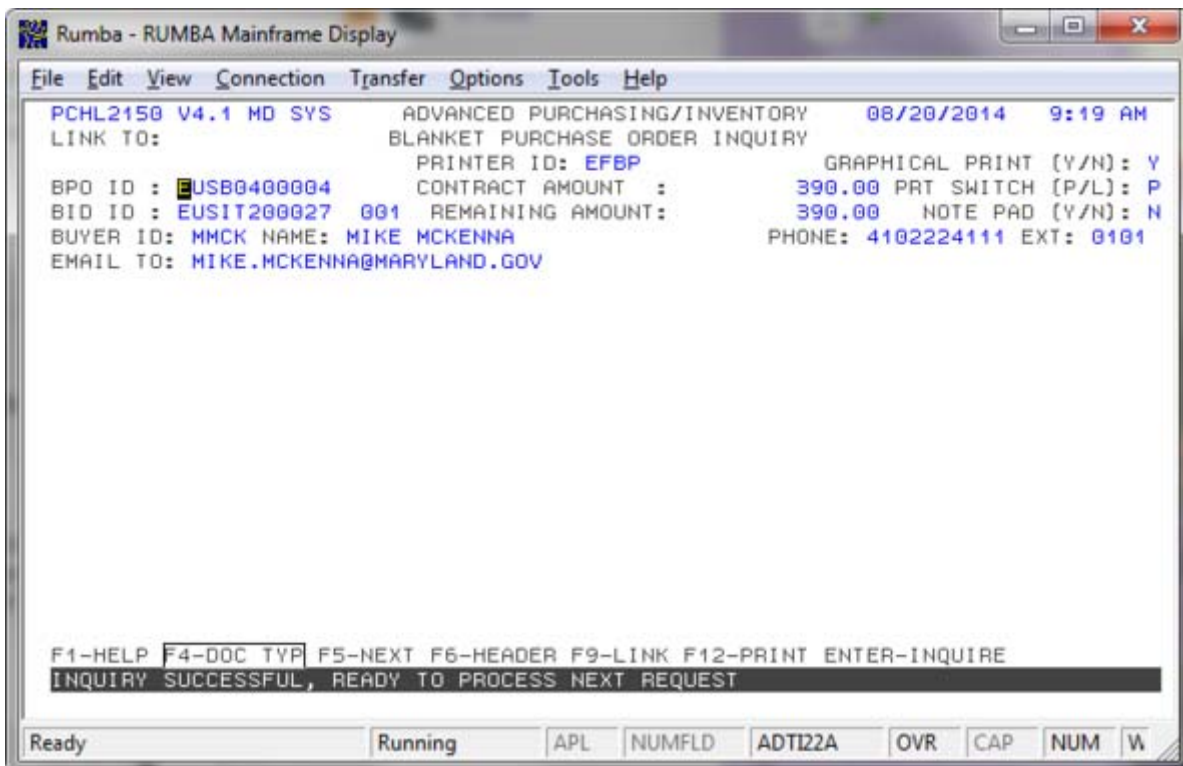 Rumba - RUMBA Mainframe Display
File Edit View Connection Transfer Options Tools Help
PCHL2150 V4.1 MD SYS ADVANCED PURCHASING/INVENTORY 08/20/2014 9:19 AM
LINK TO: BLANKET PURCHASE ORDER INQUIRY
PRINTER ID: EFBP GRAPHICAL PRINT (Y/N): Y
BPO ID : EUSB0400004 CONTRACT AMOUNT : 390.00 PRT SWITCH (P/L): P
BID ID : EUSIT200027 001 REMAINING AMOUNT: 390.00 NOTE PAD (Y/N): N
BUYER ID: MMCK NAME: MIKE MCKENNA PHONE: 4102224111 EXT: 0101
EMAIL TO: MIKE.MCKENNA@MARYLAND.GOV
F1-HELP F4-DOC TYP F5-NEXT F6-HEADER F9-LINK F12-PRINT ENTER-INQUIRE
INQUIRY SUCCESSFUL, READY TO PROCESS NEXT REQUEST
Ready Running APL NUMFLD ADTI22A OVR CAP NUM W